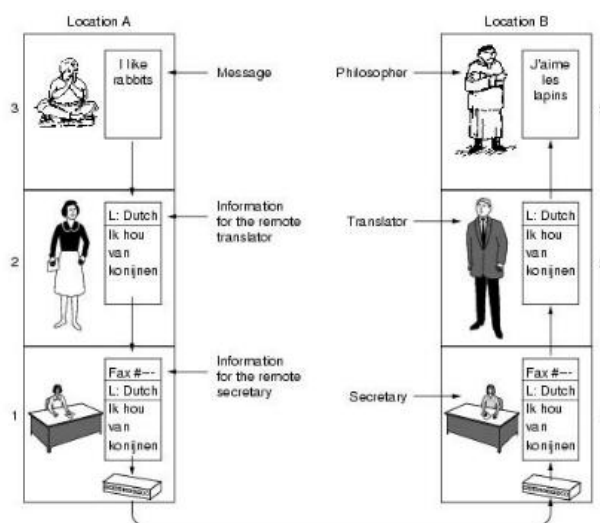 Location A
Location B
I like
rabbits
Message
Philosopher
J'aime
les
lapins
3
L: Dutch
Ik hou
van
konijnen
Information
for the remote
translator
Translator
L: Dutch
Ik hou
van
konijnen
2
Fax #---
L: Dutch
Ik hou
van
konijnen
Information
for the remote
secretary
Secretary
Fax #---
L: Dutch
Ik hou
van
konijnen
1